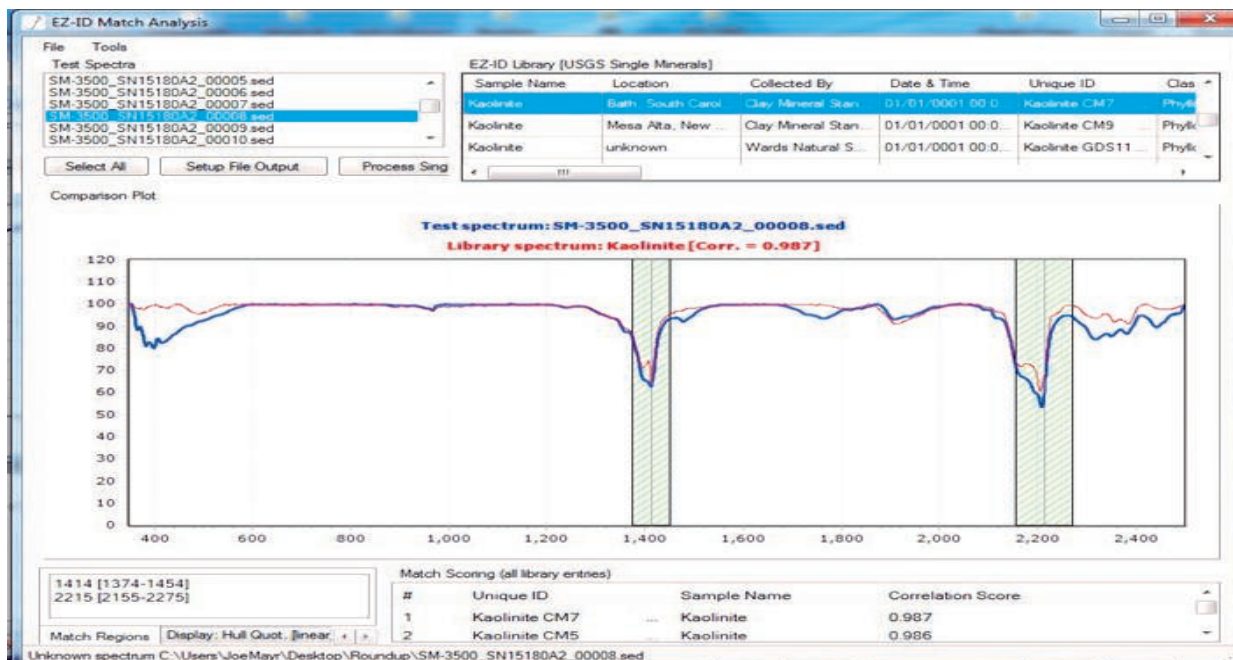 EZ-ID Match Analysis
File Tools
Test Spectra
SM-3500_SN15180A2_00005.sed
SM-3500_SN15180A2_00006.sed
SM-3500_SN15180A2_00007.sed
SM-3500_SN15180A2_00008.sed
SM-3500_SN15180A2_00009.sed
SM-3500_SN15180A2_00010.sed
Select All Setup File Output Process Sing
EZ-ID Library [USGS Single Minerals]
Sample Name Location Collected By Date & Time Unique ID Clas
Kaolinite Bath, South Carol Clay Mineral Stan 01/01/0001 00:0... Kaolinite CM7 Phyllc
Kaolinite Mesa Alta, New ... Clay Mineral Stan... 01/01/0001 00:0... Kaolinite CM9 ... Phyllc
Kaolinite unknown Wards Natural S... 01/01/0001 00:0... Kaolinite GDS11 ... Phyllc
Comparison Plot
Test spectrum: SM-3500_SN15180A2_00008.sed
Library spectrum: Kaolinite [Corr. = 0.987]
120
110
100
90
80
70
60
50
40
30
20
10
0
400 600 800 1,000 1,200 1,400 1,600 1,800 2,000 2,200 2,400
1414 [1374-1454]
2215 [2155-2275]
Match Regions Display: Hull Quot, [linear,
Match Scoring (all library entries)
# Unique ID Sample Name Correlation Score
1 Kaolinite CM7 ... Kaolinite 0.987
2 Kaolinite CM5 ... Kaolinite 0.986
Unknown spectrum C:\Users\JoeMayr\Desktop\Roundup\SM-3500_SN15180A2_00008.sed